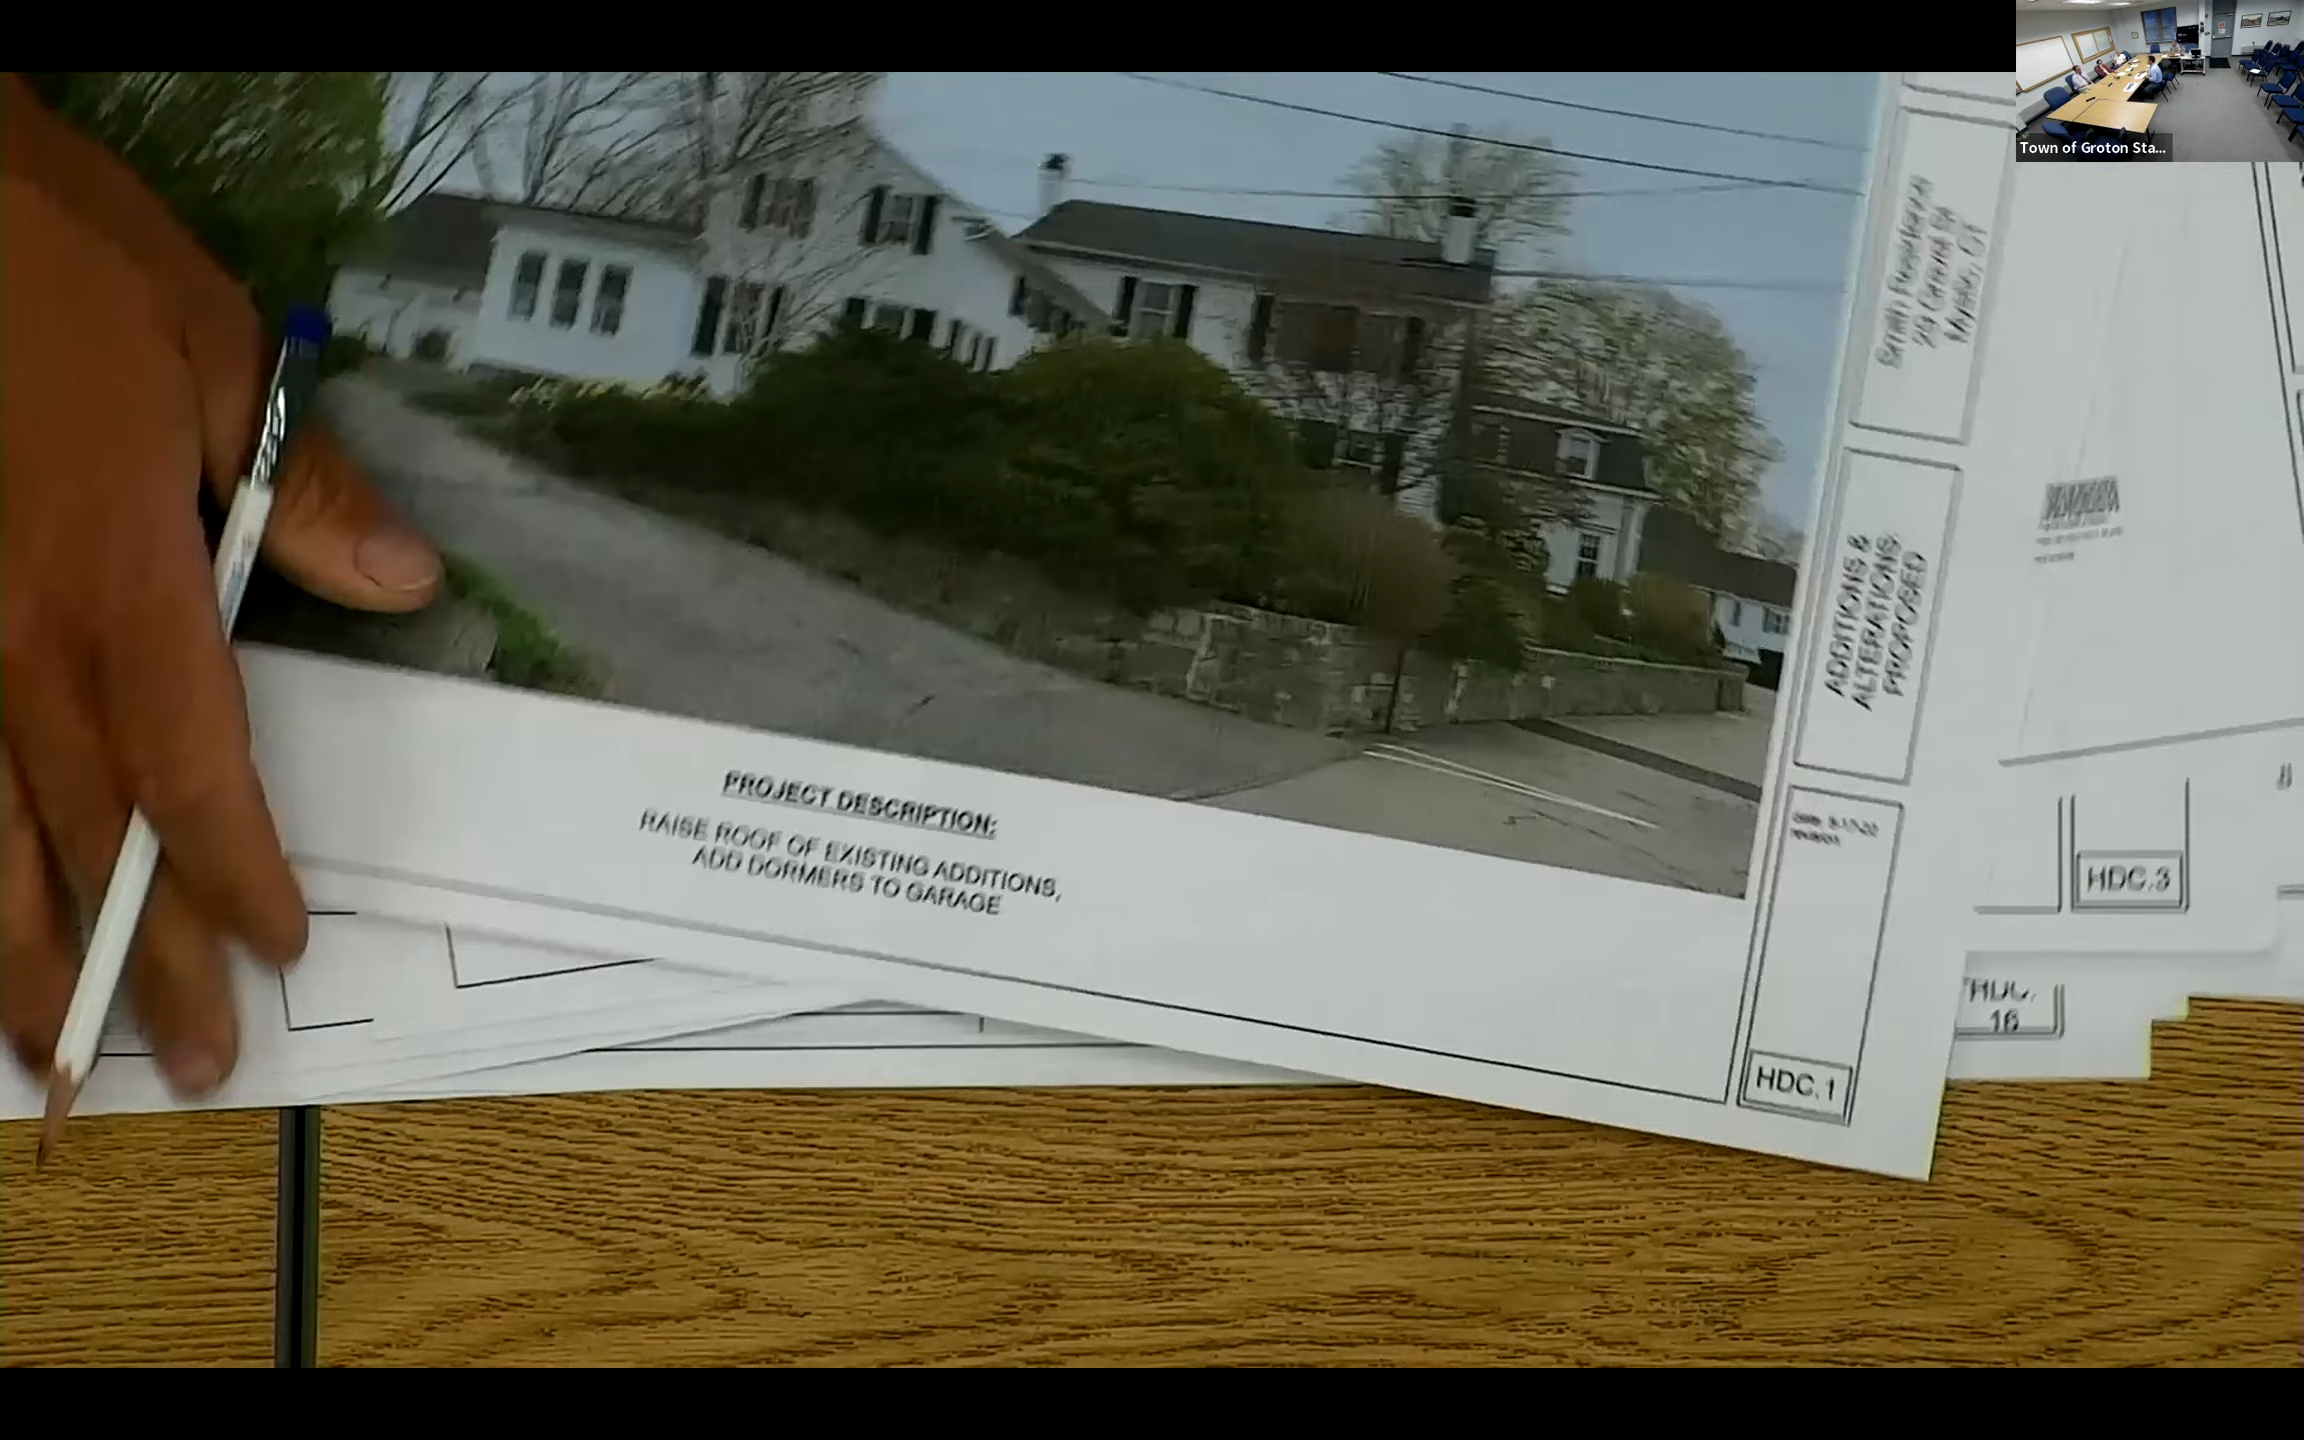 Town of Groton Sta...
ADDITIONS &
ALTERATIONS:
PROPOSED
PROJECT DESCRIPTION:
RAISE ROOF OF EXISTING ADDITIONS,
ADD DORMERS TO GARAGE
HDC.1
HDC.3
HDC.
16